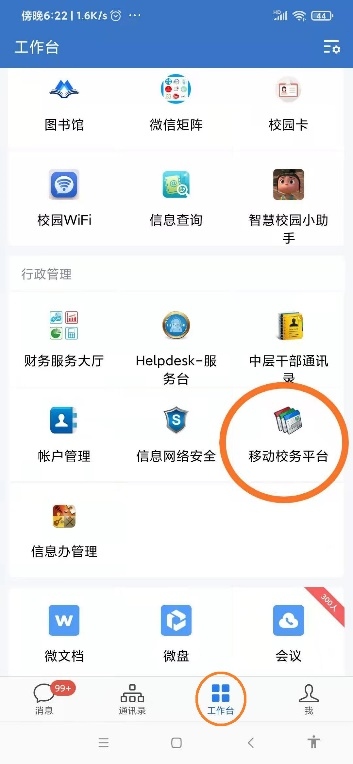 傍晚6:22 | 1.6K/s ···
HD 44
工作台
图书馆 微信矩阵 校园卡
校园WiFi 信息查询 智慧校园小助
手
行政管理
财务服务大厅 Helpdesk-服 中层干部通讯
务台 录
帐户管理 信息网络安全 移动校务平台
信息办管理
300人
W
微文档 微盘 会议
99+
消息 通讯录 工作台 我